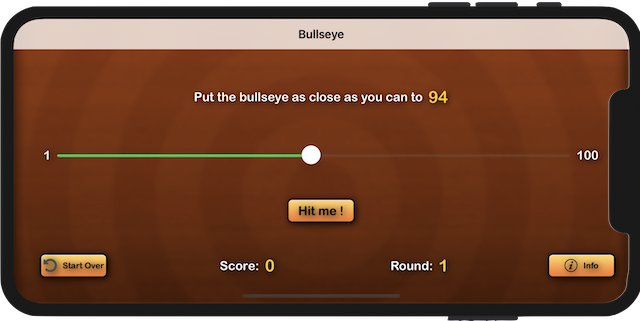 Bullseye
Put the bullseye as close as you can to 94
1 100
Hit me !
Start Over Score: 0 Round: 1 Info